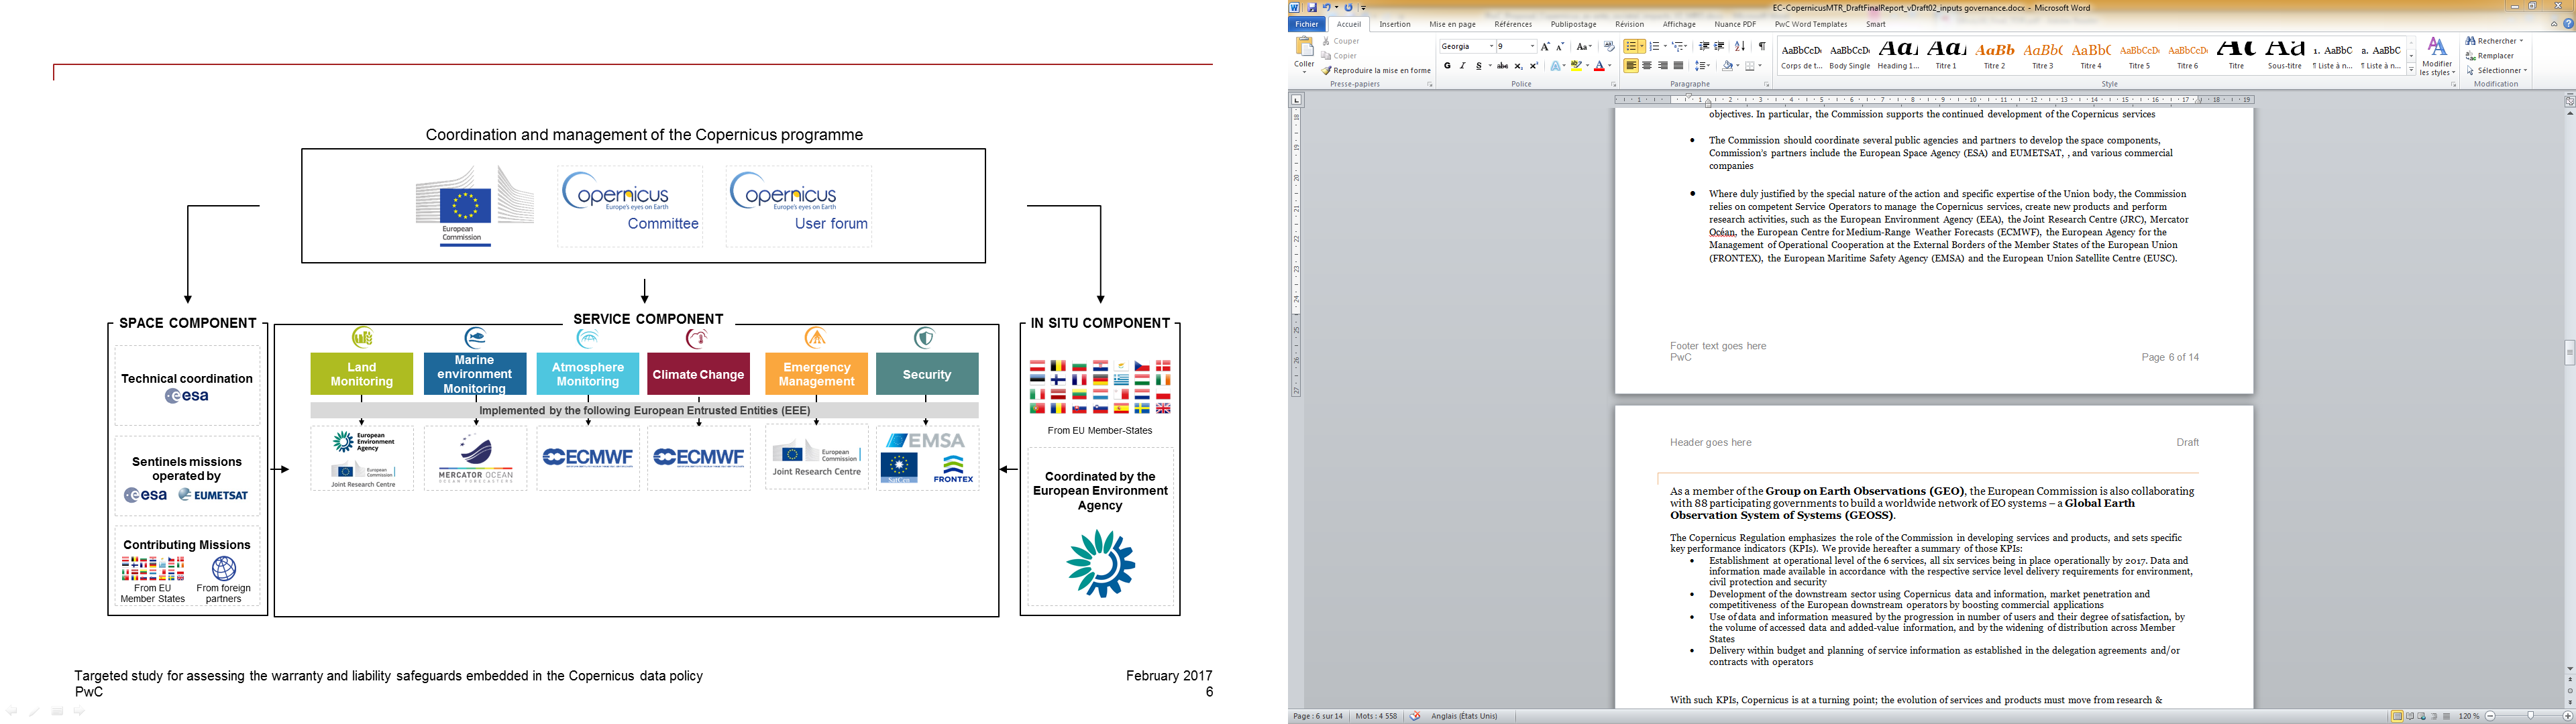 Coordination and management of the Copernicus programme
European
Commission
opernicus
Europe's eyes on Earth
Committee
opernicus
Europe's eyes on Earth
User forum
SPACE COMPONENT
Technical coordination
esa
Sentinels missions
operated by
esa EUMETSAT
Contributing Missions
From EU
Member States
From foreign
partners
SERVICE COMPONENT
Land
Monitoring
Marine
environment
Monitoring
Atmosphere
Monitoring
Climate Change
Emergency
Management
Security
Implemented by the following European Entrusted Entities (EEE)
European
Environment
Agency
European
Commission
Joint Research Centre
MERCATOR OCEAN
OCEAN FORECASTERS
ECMWF
ECMWF
European
Commission
Joint Research Centre
EMSA
SatCen
FRONTEX
IN SITU COMPONENT
From EU Member-States
Coordinated by the
European Environment
Agency
Targeted study for assessing the warranty and liability safeguards embedded in the Copernicus data policy
PwC
February 2017
6
EC-CopernicusMTR_DraftFinalReport_vDraft02_inputs governance.docx - Microsoft Word
Fichier Accueil Insertion Mise en page Références Publipostage Révision Affichage Nuance PDF PwC Word Templates Smart
Coller
Couper
Copier
Reproduire la mise en forme
Presse-papiers
Georgia 9
G I S abc
Police
Paragraphe
AaBbCcDc AaBbCcDc AaI AaI AaBb AaBbC AaBbC AaBbCcDc AaBbCcDc Aa Aa 1. AaBbC a. AaBbC
Corps de t... Body Single Heading 1... Titre 1 Titre 2 Titre 3 Titre 4 Titre 5 Titre 6 Titre Sous-titre ¶ Liste à n... ¶ Liste à n...
Style
Modifier
les styles
Rechercher
Remplacer
Sélectionner
Modification
objectives. In particular, the Commission supports the continued development of the Copernicus services
• The Commission should coordinate several public agencies and partners to develop the space components,
Commission's partners include the European Space Agency (ESA) and EUMETSAT, , and various commercial
companies
• Where duly justified by the special nature of the action and specific expertise of the Union body, the Commission
relies on competent Service Operators to manage the Copernicus services, create new products and perform
research activities, such as the European Environment Agency (EEA), the Joint Research Centre (JRC), Mercator
Océan, the European Centre for Medium-Range Weather Forecasts (ECMWF), the European Agency for the
Management of Operational Cooperation at the External Borders of the Member States of the European Union
(FRONTEX), the European Maritime Safety Agency (EMSA) and the European Union Satellite Centre (EUSC).
Footer text goes here
PwC
Page 6 of 14
Header goes here
Draft
As a member of the Group on Earth Observations (GEO), the European Commission is also collaborating
with 88 participating governments to build a worldwide network of EO systems – a Global Earth
Observation System of Systems (GEOSS).
The Copernicus Regulation emphasizes the role of the Commission in developing services and products, and sets specific
key performance indicators (KPIs). We provide hereafter a summary of those KPIs:
• Establishment at operational level of the 6 services, all six services being in place operationally by 2017. Data and
information made available in accordance with the respective service level delivery requirements for environment,
civil protection and security
• Development of the downstream sector using Copernicus data and information, market penetration and
competitiveness of the European downstream operators by boosting commercial applications
• Use of data and information measured by the progression in number of users and their degree of satisfaction, by
the volume of accessed data and added-value information, and by the widening of distribution across Member
States
• Delivery within budget and planning of service information as established in the delegation agreements and/or
contracts with operators
With such KPIs, Copernicus is at a turning point; the evolution of services and products must move from research &
Page : 6 sur 14 Mots : 4 558 Anglais (États Unis)
120 %